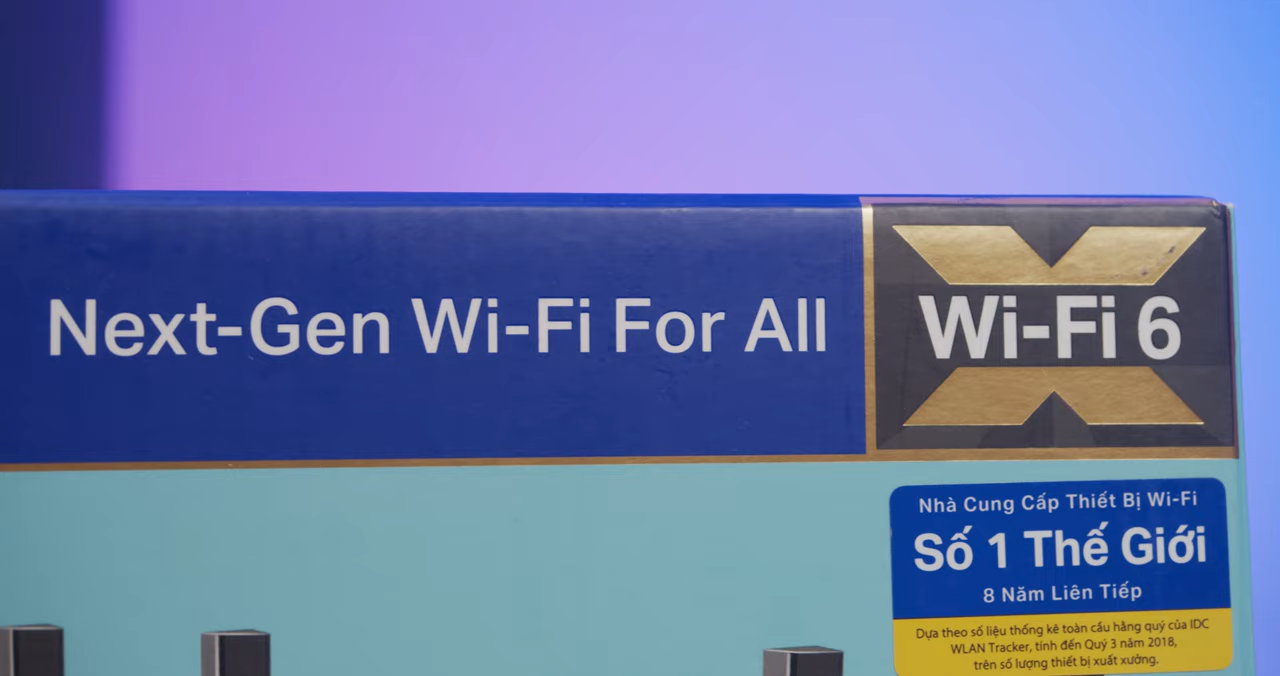 Next-Gen Wi-Fi For All
Wi-Fi 6
Nhà Cung Cấp Thiết Bị Wi-Fi
Số 1 Thế Giới
8 Năm Liên Tiếp
Dựa theo số liệu thống kê toàn cầu hằng quý của IDC
WLAN Tracker, tính đến Quý 3 năm 2018,
trên số lượng thiết bị xuất xưởng.